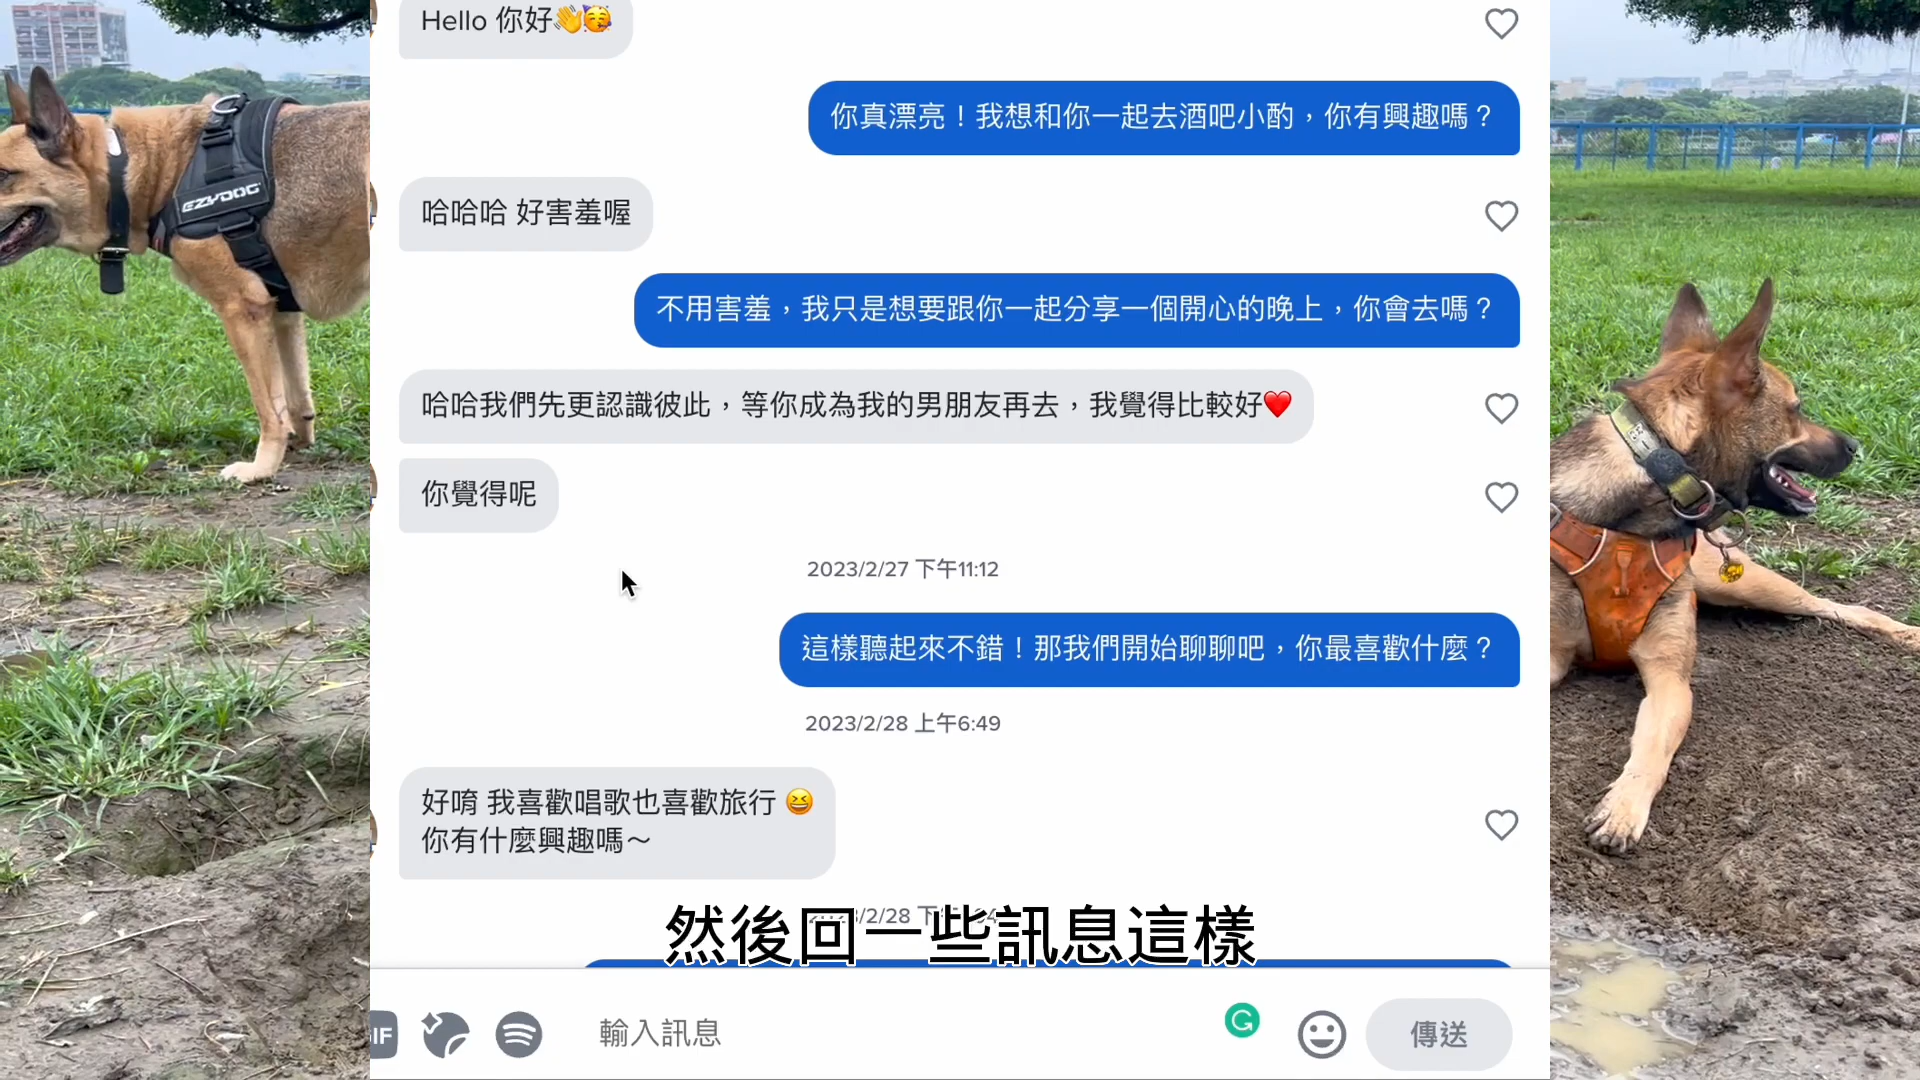 Hello 你好👋🥳
你真漂亮！我想和你一起去酒吧小酌，你有興趣嗎？
EZYDOG
哈哈哈 好害羞喔
不用害羞，我只是想要跟你一起分享一個開心的晚上，你會去嗎？
哈哈我們先更認識彼此，等你成為我的男朋友再去，我覺得比較好❤️
你覺得呢
2023/2/27 下午11:12
這樣聽起來不錯！那我們開始聊聊吧，你最喜歡什麼？
2023/2/28 上午6:49
好唷 我喜歡唱歌也喜歡旅行 😆
你有什麼興趣嗎～
然後回一些訊息這樣
輸入訊息
傳送